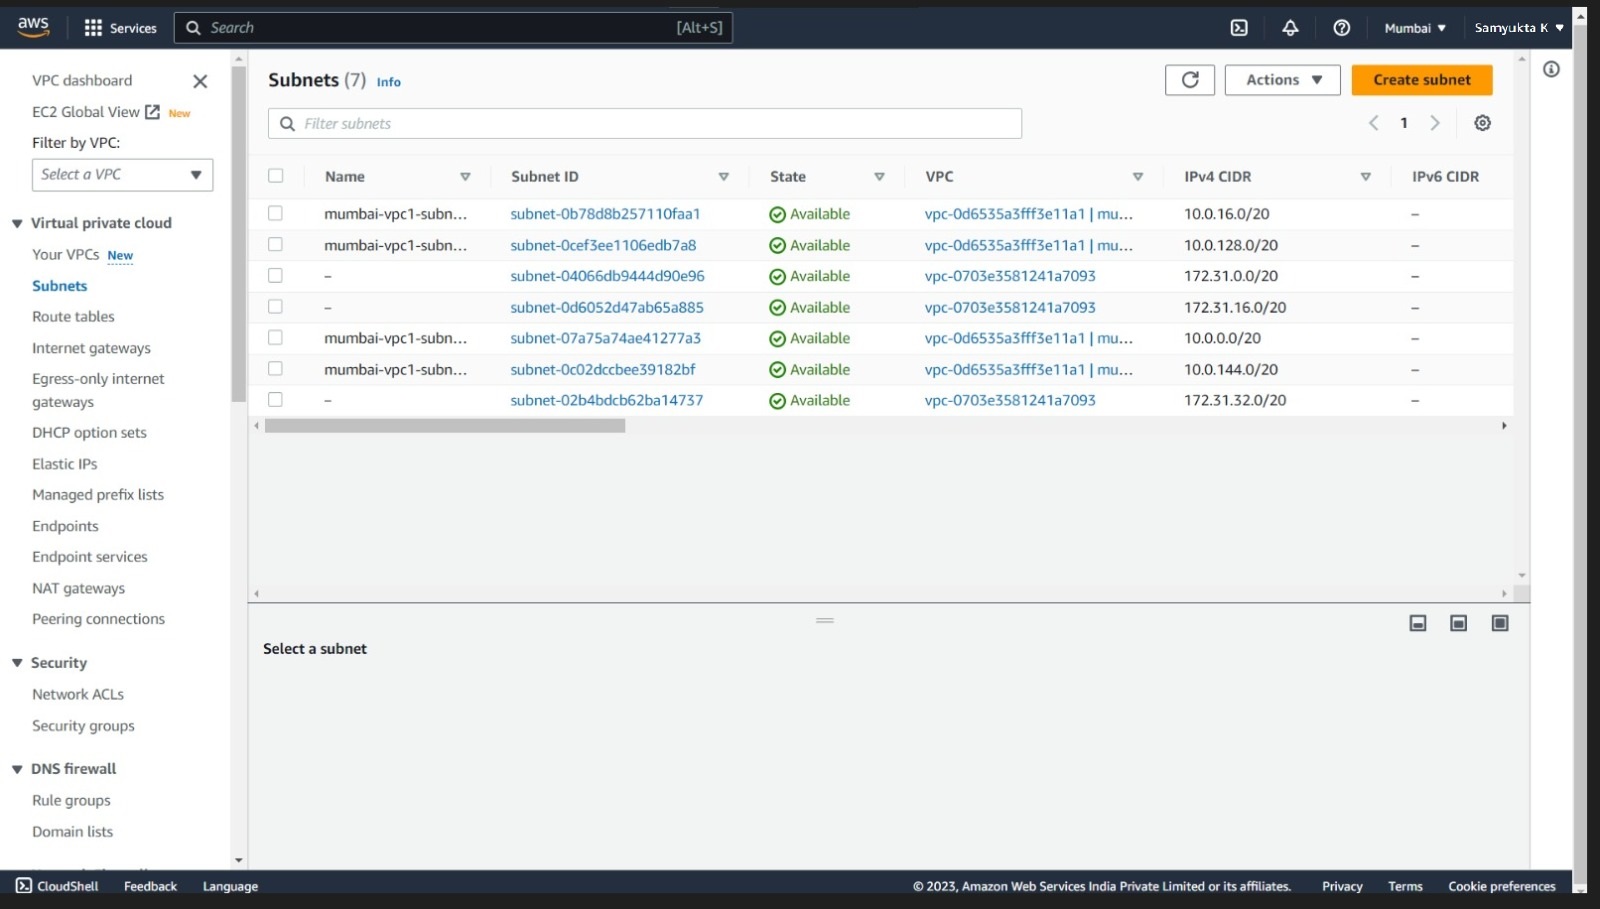 aws Services Search [Alt+S] Mumbai Samyukta K
VPC dashboard
EC2 Global View New
Filter by VPC:
Select a VPC
Virtual private cloud
Your VPCs New
Subnets
Route tables
Internet gateways
Egress-only internet
gateways
DHCP option sets
Elastic IPs
Managed prefix lists
Endpoints
Endpoint services
NAT gateways
Peering connections
Security
Network ACLs
Security groups
DNS firewall
Rule groups
Domain lists
Subnets (7) Info
Actions Create subnet
Filter subnets
1
Name Subnet ID State VPC IPv4 CIDR IPv6 CIDR
mumbai-vpc1-subn... subnet-0b78d8b257110faa1 Available vpc-0d6535a3fff3e11a1 | mu... 10.0.16.0/20 –
mumbai-vpc1-subn... subnet-0cef3ee1106edb7a8 Available vpc-0d6535a3fff3e11a1 | mu... 10.0.128.0/20 –
– subnet-04066db9444d90e96 Available vpc-0703e3581241a7093 172.31.0.0/20 –
– subnet-0d6052d47ab65a885 Available vpc-0703e3581241a7093 172.31.16.0/20 –
mumbai-vpc1-subn... subnet-07a75a74ae41277a3 Available vpc-0d6535a3fff3e11a1 | mu... 10.0.0.0/20 –
mumbai-vpc1-subn... subnet-0c02dccbee39182bf Available vpc-0d6535a3fff3e11a1 | mu... 10.0.144.0/20 –
– subnet-02b4bdcb62ba14737 Available vpc-0703e3581241a7093 172.31.32.0/20 –
Select a subnet
CloudShell Feedback Language © 2023, Amazon Web Services India Private Limited or its affiliates. Privacy Terms Cookie preferences